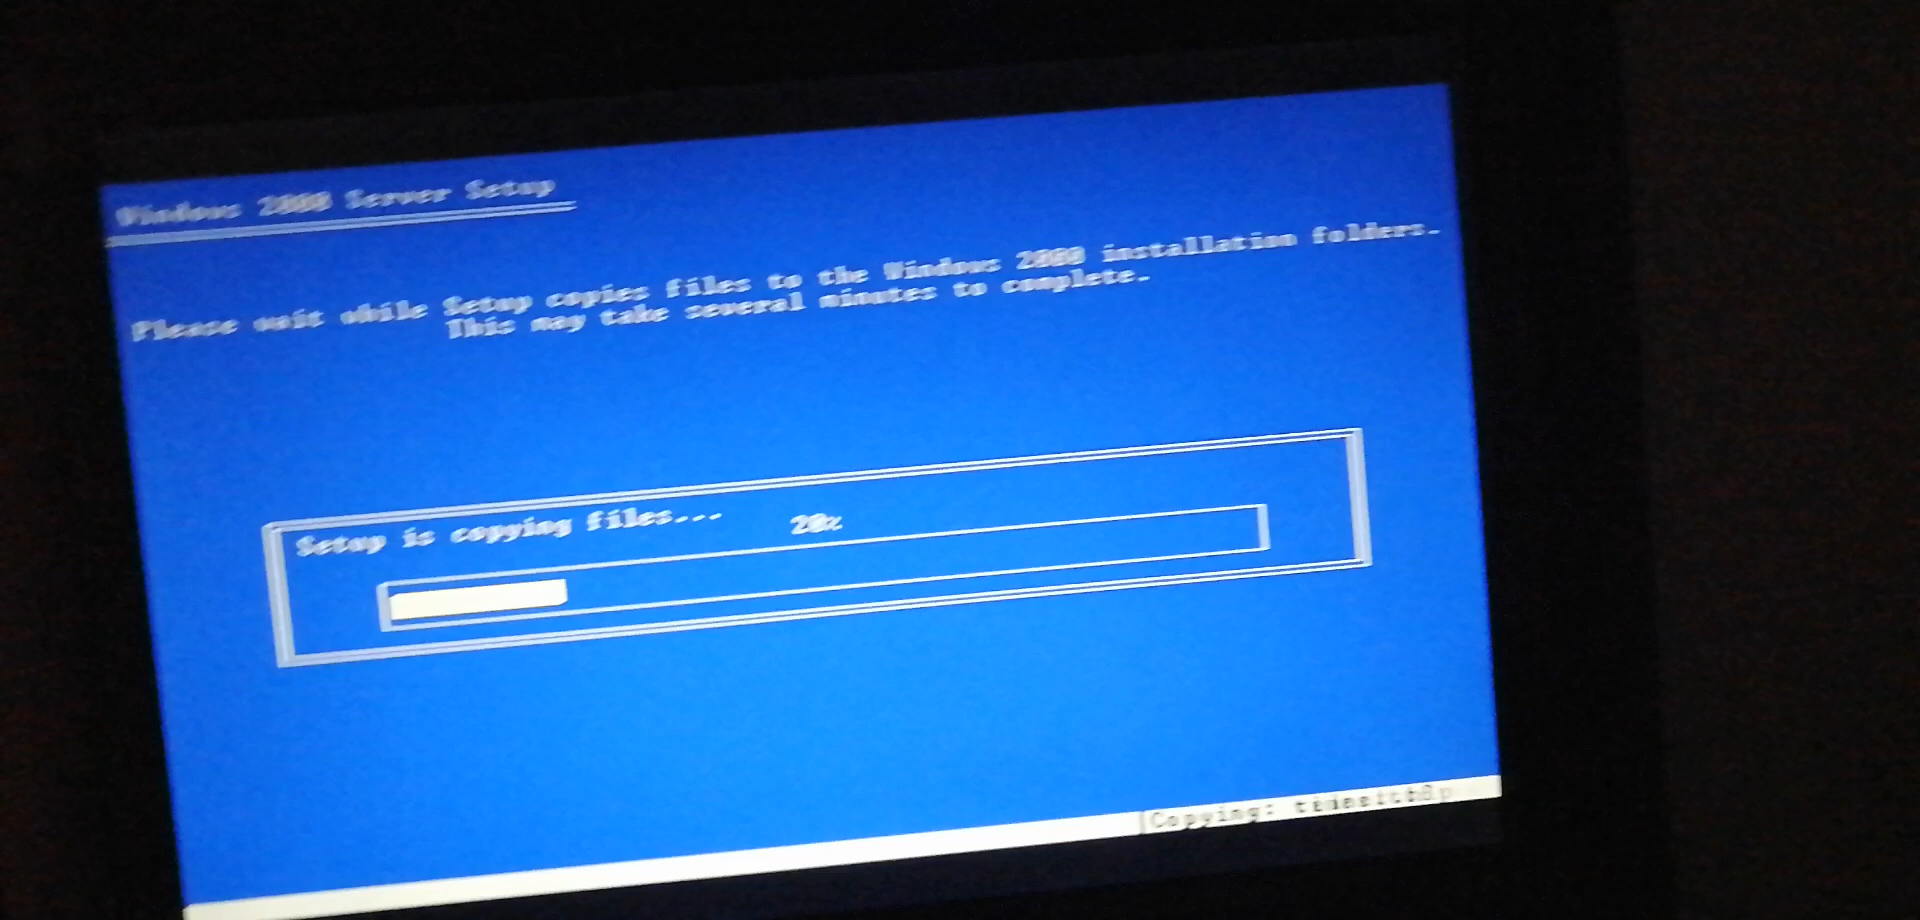 Windows 2000 Server Setup
Please wait while Setup copies files to the Windows 2000 installation folders.
This may take several minutes to complete.
Setup is copying files... 20%
Copying: